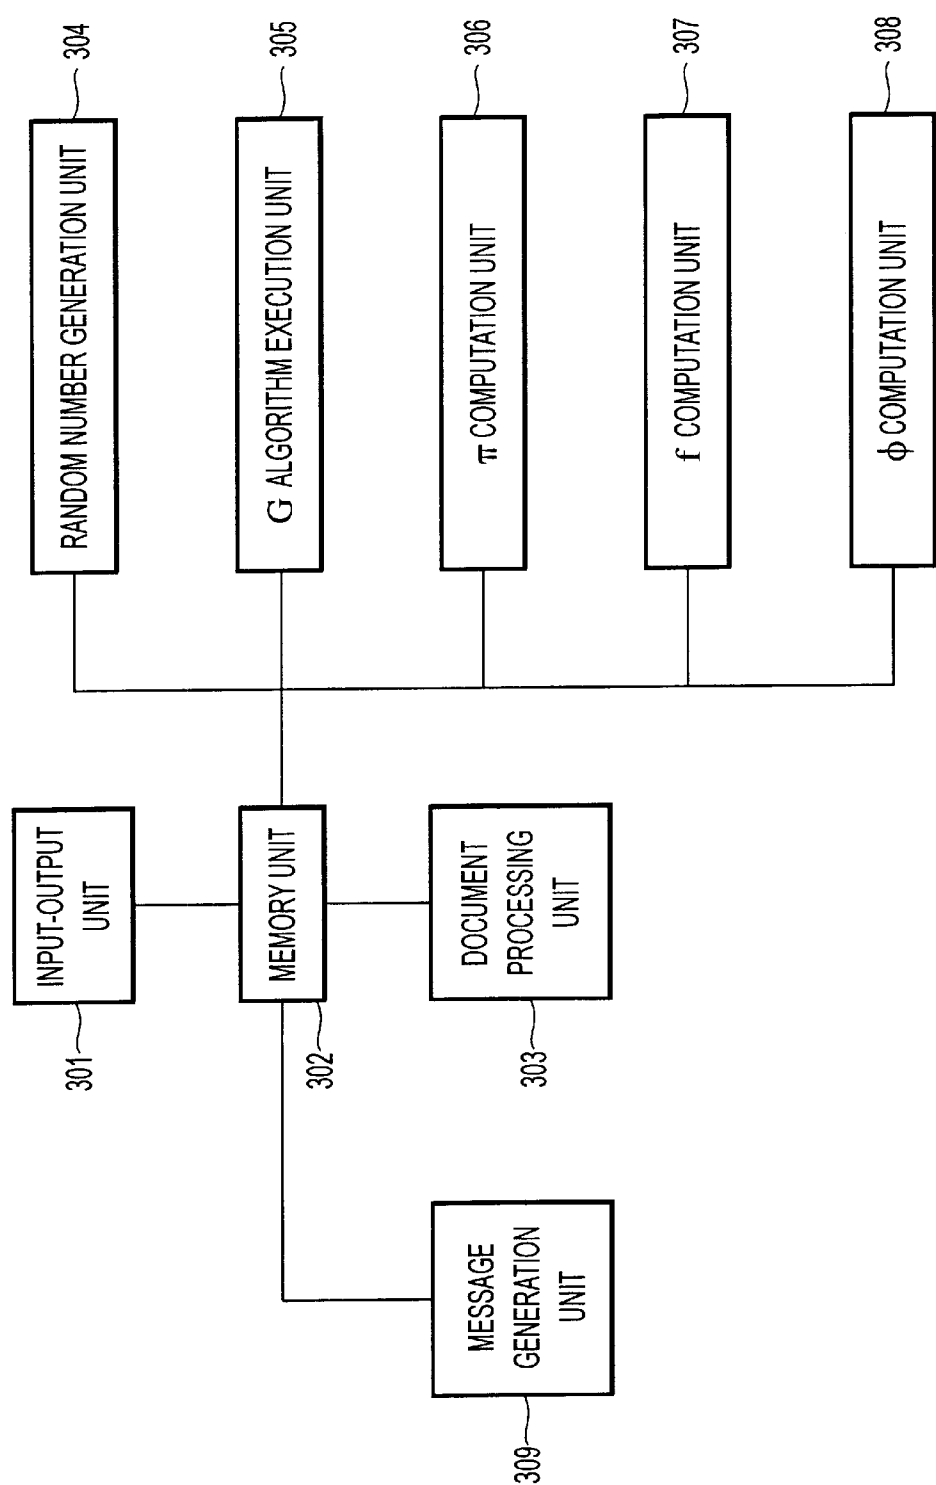 304
RANDOM NUMBER GENERATION UNIT
305
G ALGORITHM EXECUTION UNIT
306
π COMPUTATION UNIT
307
f COMPUTATION UNIT
308
φ COMPUTATION UNIT
INPUT-OUTPUT
UNIT
301
MEMORY UNIT
302
DOCUMENT
PROCESSING
UNIT
303
MESSAGE
GENERATION
UNIT
309